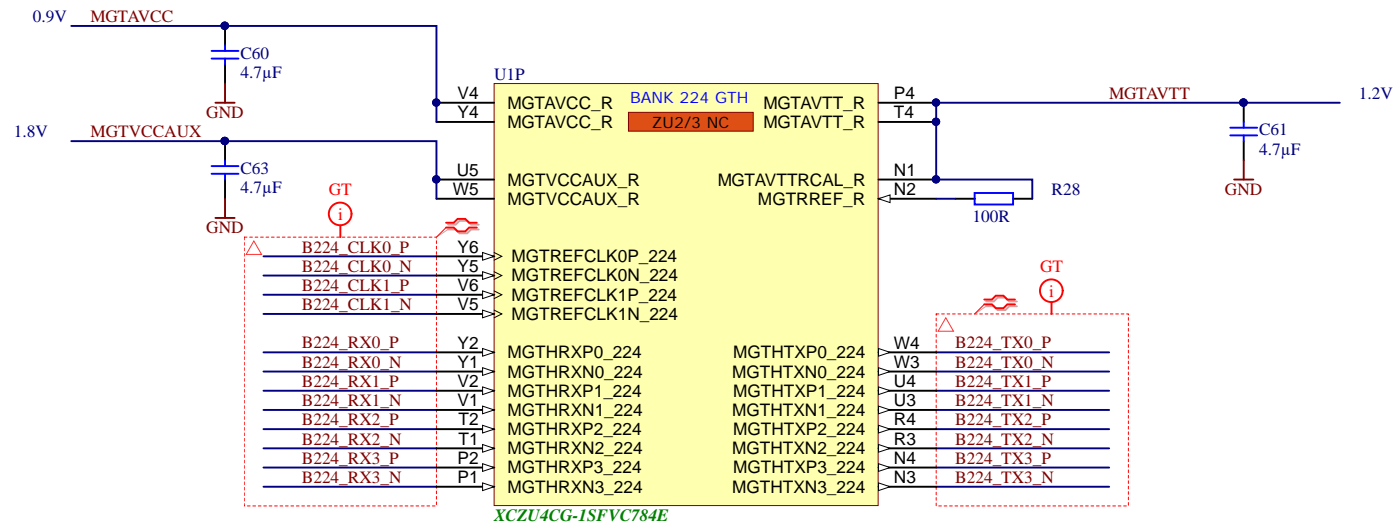 0.9V MGTAVCC
C60
4.7µF
GND
1.8V MGTVCCAUX
C63
4.7µF
GND
U1P
BANK 224 GTH
ZU2/3 NC
V4 MGTAVCC_R MGTAVTT_R P4 MGTAVTT 1.2V
Y4 MGTAVCC_R MGTAVTT_R T4
C61
4.7µF
GND
U5 MGTVCCAUX_R MGTAVTTRCAL_R N1
W5 MGTVCCAUX_R MGTRREF_R N2 R28
100R
GT
i
B224_CLK0_P Y6 MGTREFCLK0P_224
B224_CLK0_N Y5 MGTREFCLK0N_224
B224_CLK1_P V6 MGTREFCLK1P_224
B224_CLK1_N V5 MGTREFCLK1N_224
GT
i
B224_RX0_P Y2 MGTHRXP0_224 MGTHTXP0_224 W4 B224_TX0_P
B224_RX0_N Y1 MGTHRXN0_224 MGTHTXN0_224 W3 B224_TX0_N
B224_RX1_P V2 MGTHRXP1_224 MGTHTXP1_224 U4 B224_TX1_P
B224_RX1_N V1 MGTHRXN1_224 MGTHTXN1_224 U3 B224_TX1_N
B224_RX2_P T2 MGTHRXP2_224 MGTHTXP2_224 R4 B224_TX2_P
B224_RX2_N T1 MGTHRXN2_224 MGTHTXN2_224 R3 B224_TX2_N
B224_RX3_P P2 MGTHRXP3_224 MGTHTXP3_224 N4 B224_TX3_P
B224_RX3_N P1 MGTHRXN3_224 MGTHTXN3_224 N3 B224_TX3_N
XCZU4CG-1SFVC784E